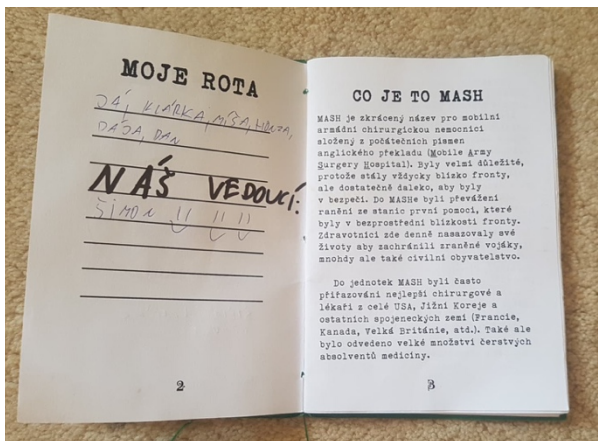 MOJE ROTA
JÁ, KLÁRKA, MÍŠA, HONZA,
DÁJA, DAN
NÁŠ VEDOUCÍ:
ŠIMON
2
CO JE TO MASH
MASH je zkrácený název pro mobilní
armádní chirurgickou nemocnici
složený z počátečních písmen
anglického překladu (Mobile Army
Surgery Hospital). Byly velmi důležité,
protože stály vždycky blízko fronty,
ale dostatečně daleko, aby byly
v bezpečí. Do MASHe byli převáženi
ranění ze stanic první pomoci, které
byly v bezprostřední blízkosti fronty.
Zdravotníci zde denně nasazovaly své
životy aby zachránili zraněné vojáky,
mnohdy ale také civilní obyvatelstvo.
Do jednotek MASH byli často
přiřazováni nejlepší chirurgové a
lékaři z celé USA, Jižní Koreje a
ostatních spojeneckých zemí (Francie,
Kanada, Velká Británie, atd.). Také ale
bylo odvedeno velké množství čerstvých
absolventů medicíny.
3